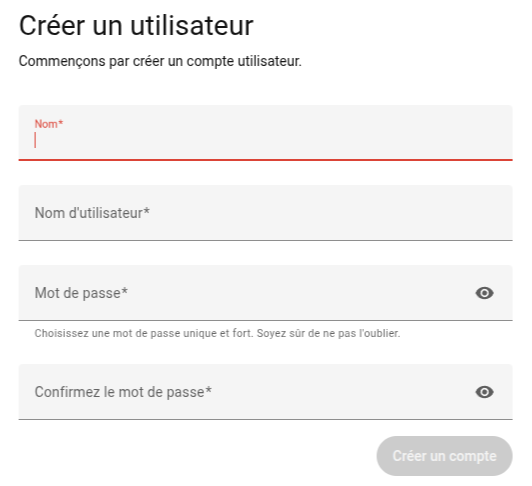 Créer un utilisateur
Commençons par créer un compte utilisateur.
Nom*
Nom d'utilisateur*
Mot de passe*
Choisissez une mot de passe unique et fort. Soyez sûr de ne pas l'oublier.
Confirmez le mot de passe*
Créer un compte